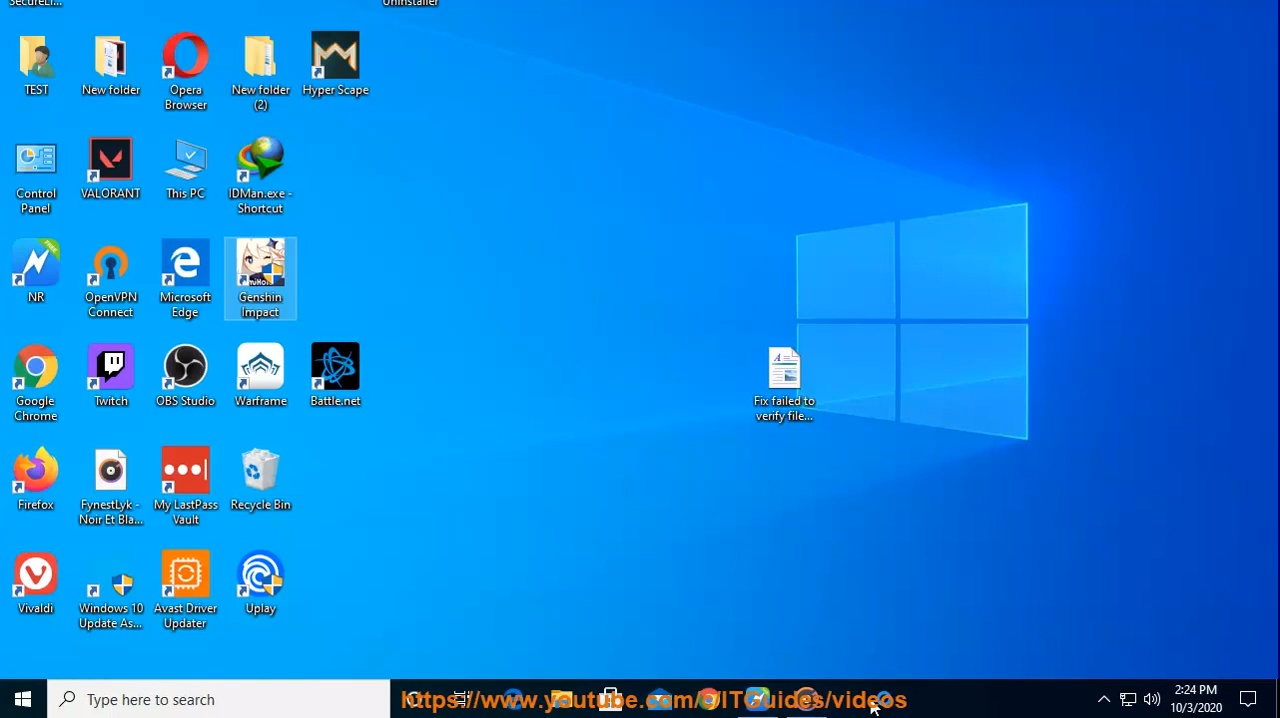 SecureLi...
Uninstaller
TEST
New folder
Opera
Browser
New folder
(2)
Hyper Scape
Control
Panel
VALORANT
This PC
IDMan.exe -
Shortcut
NR
OpenVPN
Connect
Microsoft
Edge
Genshin
Impact
Google
Chrome
Twitch
OBS Studio
Warframe
Battle.net
Fix failed to
verify file...
Firefox
FynestLyk -
Noir Et Bla...
My LastPass
Vault
Recycle Bin
Vivaldi
Windows 10
Update As...
Avast Driver
Updater
Uplay
Type here to search
https://www.youtube.com/VITGuides/videos
2:24 PM
10/3/2020